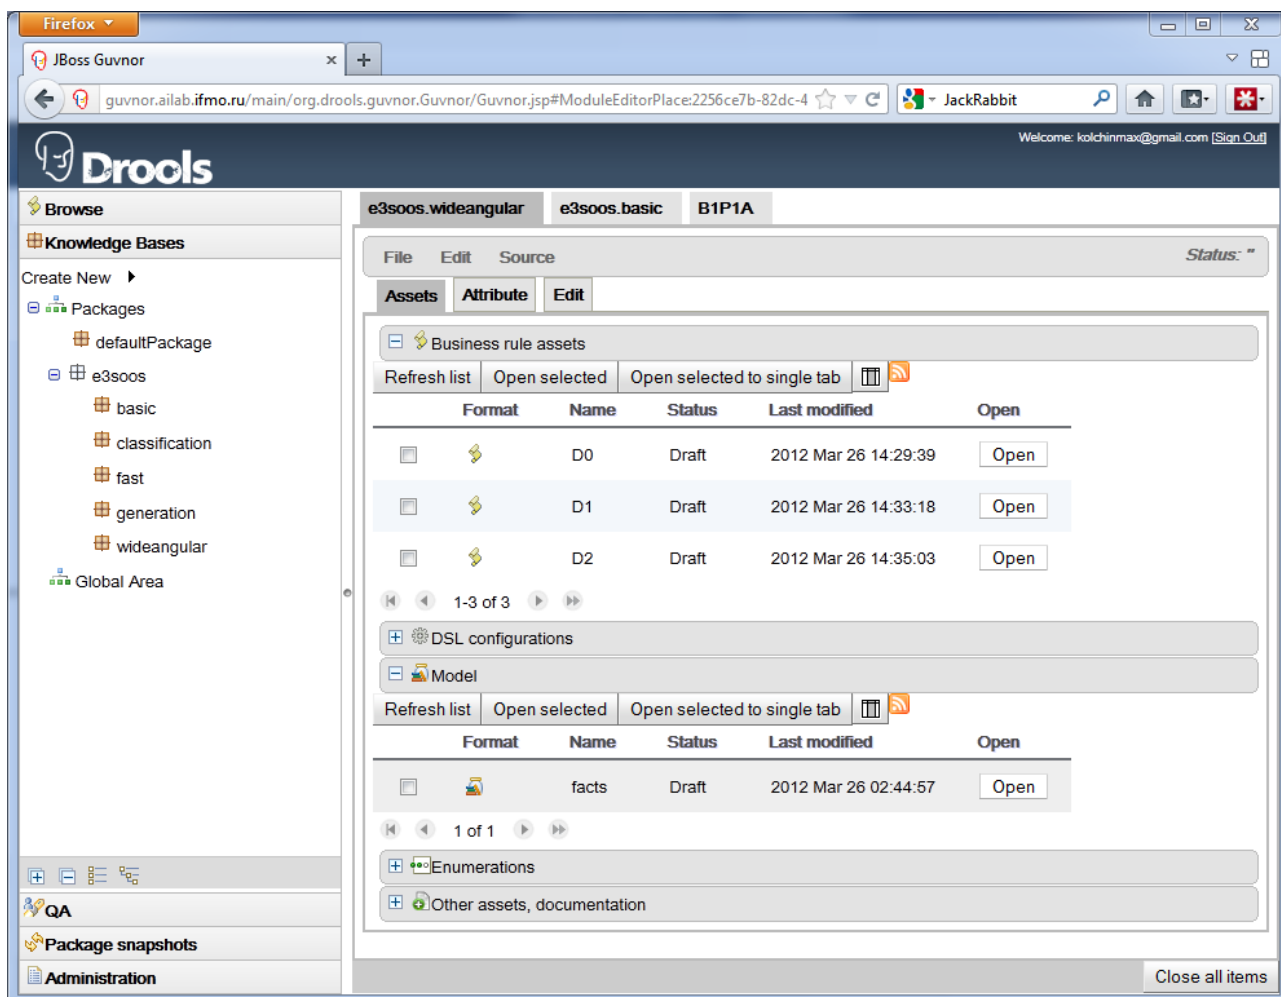 Firefox
JBoss Guvnor
guvnor.ailab.ifmo.ru/main/org.drools.guvnor.Guvnor/Guvnor.jsp#ModuleEditorPlace:2256ce7b-82dc-4
JackRabbit
Welcome: kolchinmax@gmail.com [Sign Out]
Drools
Browse
Knowledge Bases
Create New
Packages
defaultPackage
e3soos
basic
classification
fast
generation
wideangular
Global Area
QA
Package snapshots
Administration
e3soos.wideangular e3soos.basic B1P1A
File Edit Source Status: ''
Assets Attribute Edit
Business rule assets
Refresh list Open selected Open selected to single tab
Format Name Status Last modified Open
D0 Draft 2012 Mar 26 14:29:39 Open
D1 Draft 2012 Mar 26 14:33:18 Open
D2 Draft 2012 Mar 26 14:35:03 Open
1-3 of 3
DSL configurations
Model
Refresh list Open selected Open selected to single tab
Format Name Status Last modified Open
facts Draft 2012 Mar 26 02:44:57 Open
1 of 1
Enumerations
Other assets, documentation
Close all items